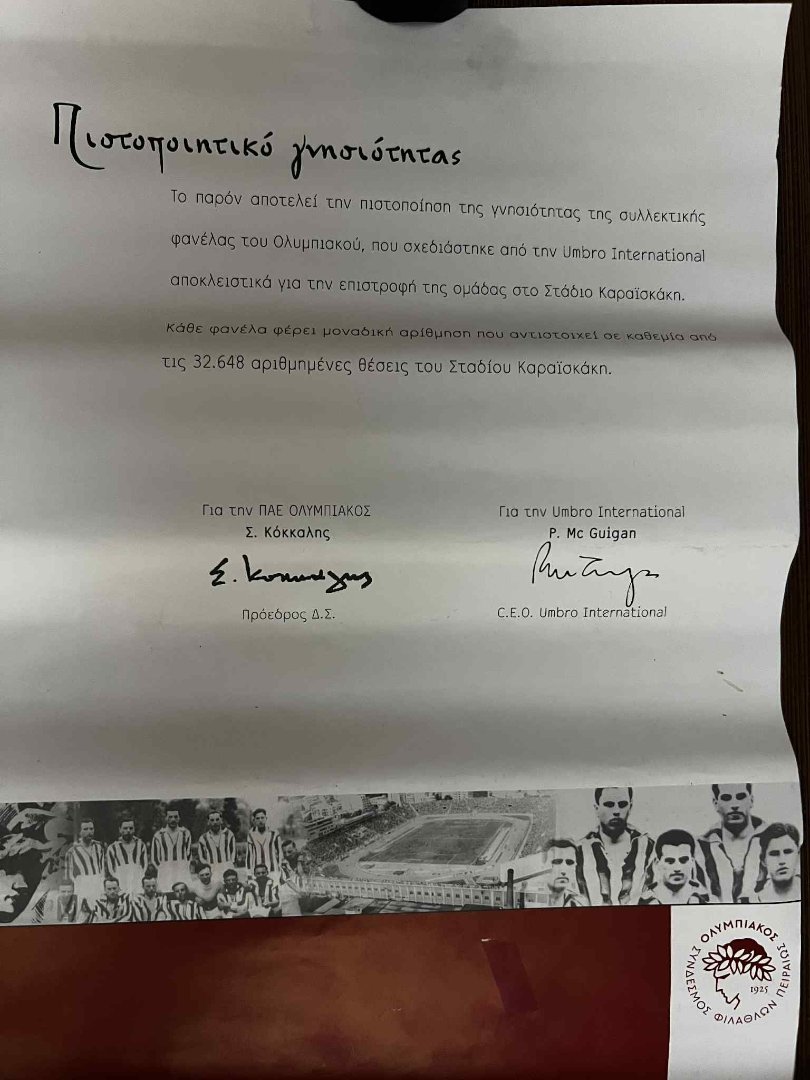 Πιστοποιητικό γνησιότητας
Το παρόν αποτελεί την πιστοποίηση της γνησιότητας της συλλεκτικής
φανέλας του Ολυμπιακού, που σχεδιάστηκε από την Umbro International
αποκλειστικά για την επιστροφή της ομάδας στο Στάδιο Καραϊσκάκη.
Κάθε φανέλα φέρει μοναδική αρίθμηση που αντιστοιχεί σε καθεμία από
τις 32.648 αριθμημένες θέσεις του Σταδίου Καραϊσκάκη.
Για την ΠΑΕ ΟΛΥΜΠΙΑΚΟΣ
Σ. Κόκκαλης
Σ. Κόκκαλης
Πρόεδρος Δ.Σ.
Για την Umbro International
P. Mc Guigan
C.E.O. Umbro International
ΟΛΥΜΠΙΑΚΟΣ
ΣΥΝΔΕΣΜΟΣ ΦΙΛΑΘΛΩΝ ΠΕΙΡΑΙΩΣ
1925